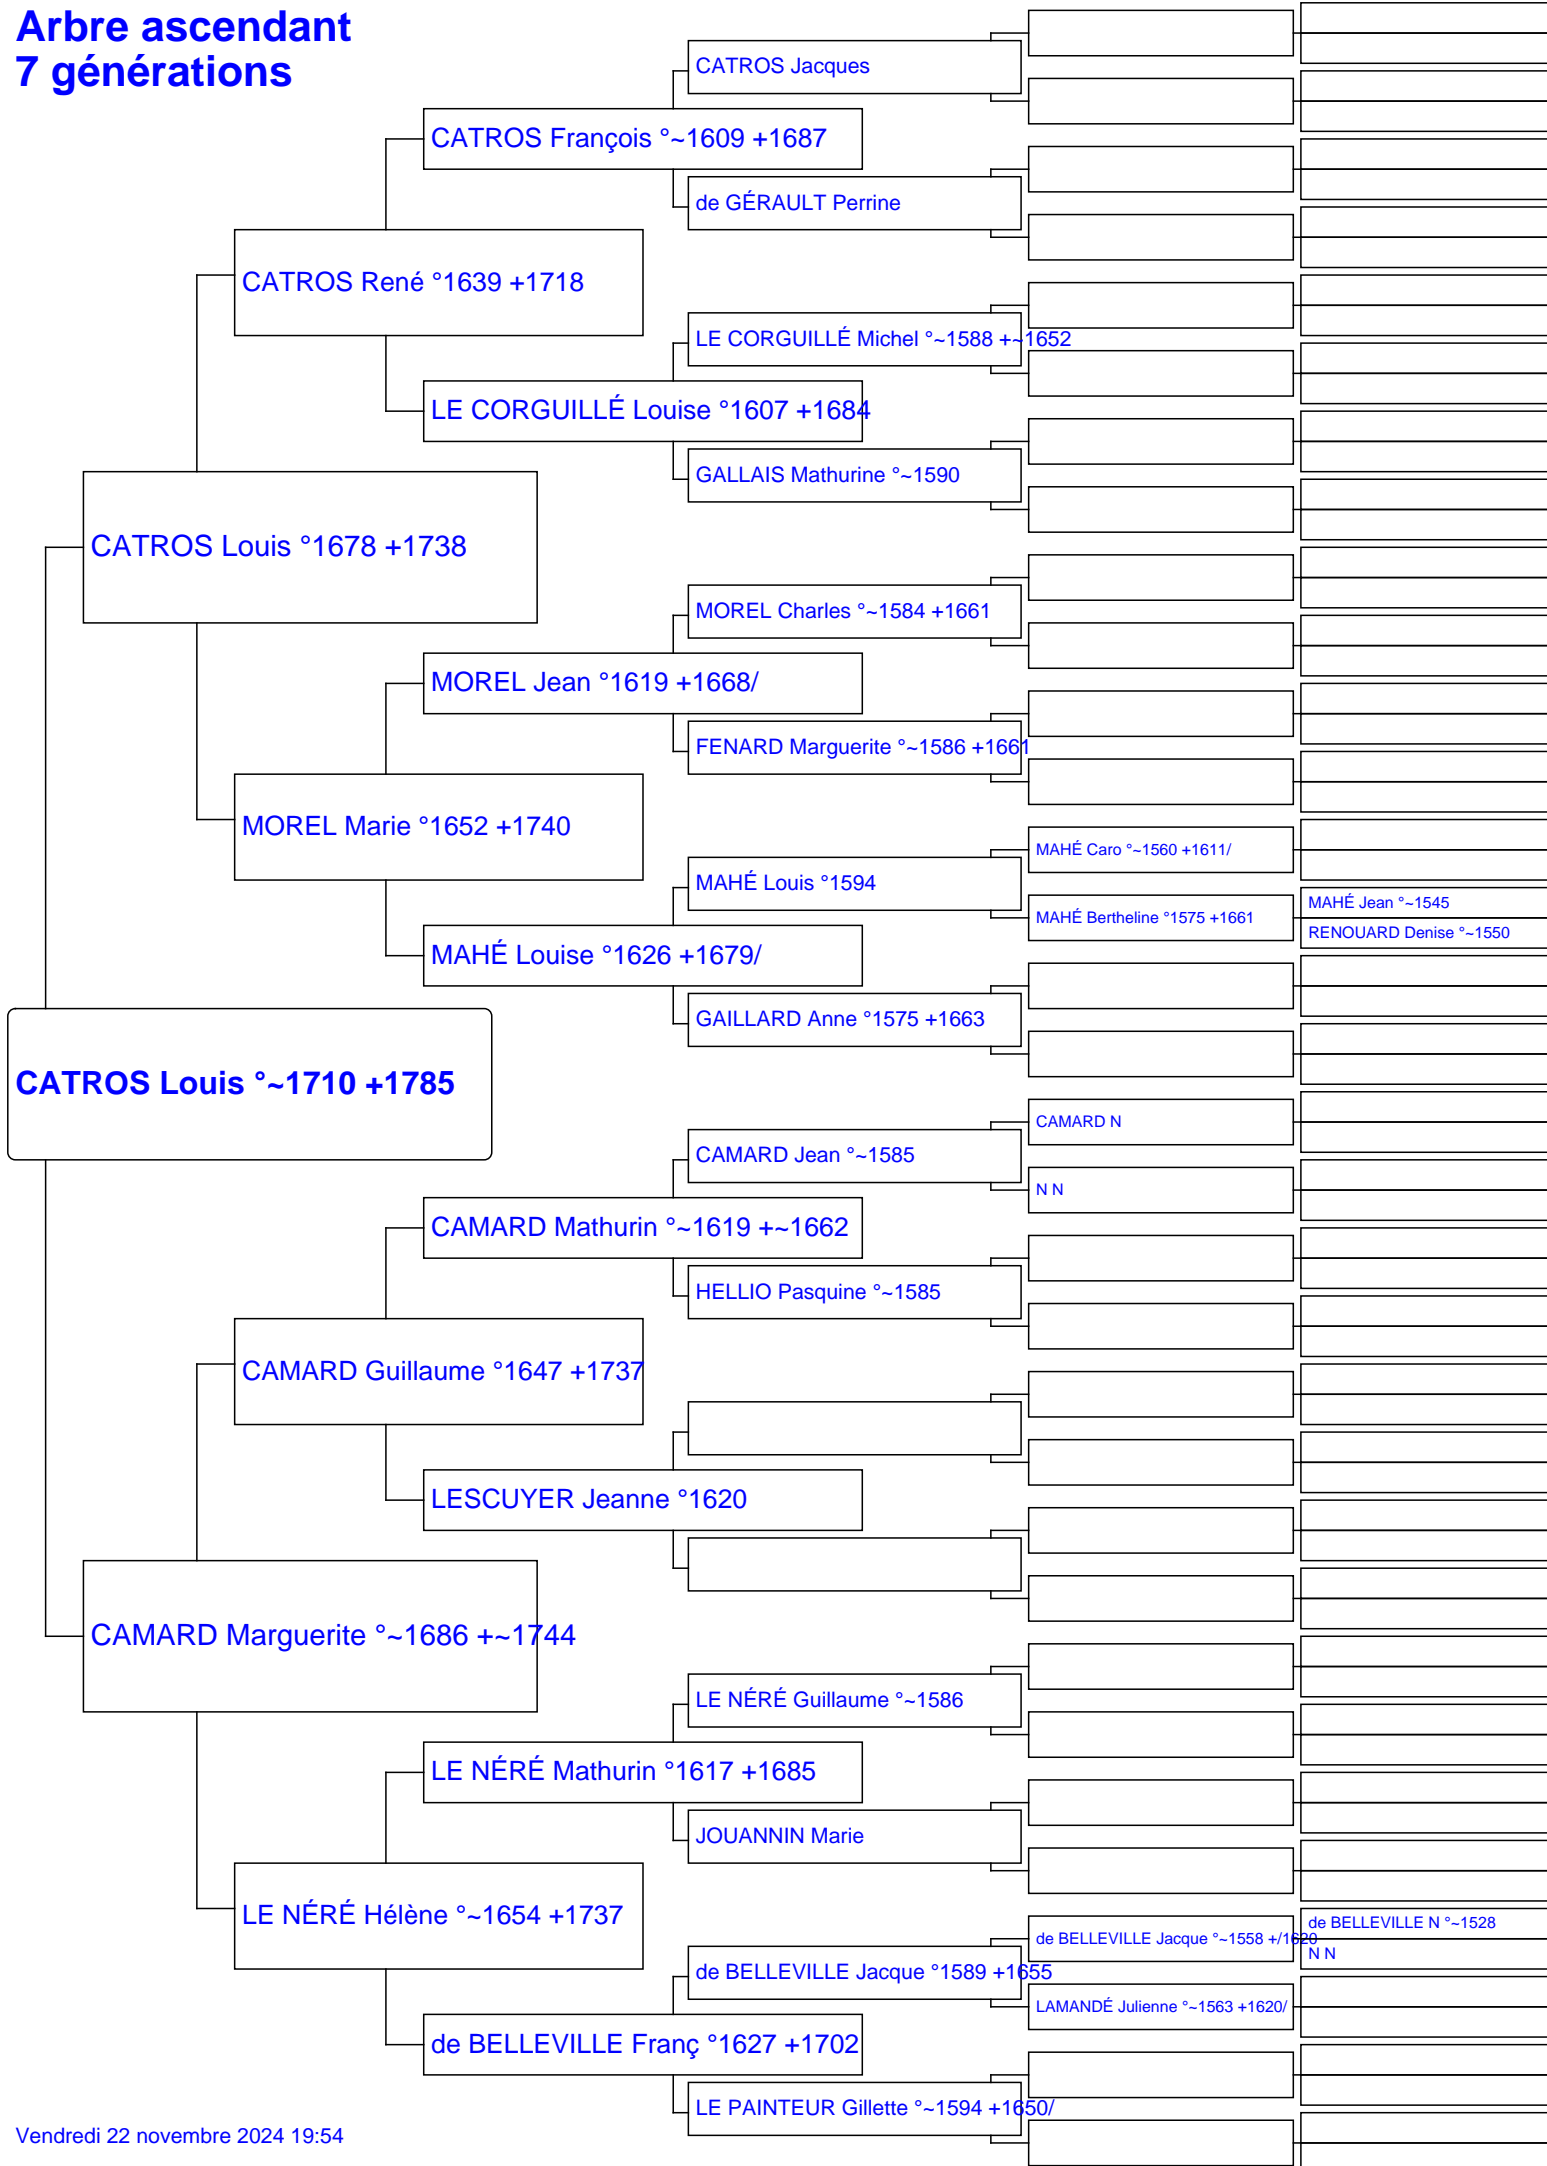 Arbre ascendant
7 générations
CATROS Jacques
CATROS François °~1609 +1687
de GÉRAULT Perrine
CATROS René °1639 +1718
LE CORGUILLÉ Michel °~1588 +~1652
LE CORGUILLÉ Louise °1607 +1684
GALLAIS Mathurine °~1590
CATROS Louis °1678 +1738
MOREL Charles °~1584 +1661
MOREL Jean °1619 +1668/
FENARD Marguerite °~1586 +1661
MOREL Marie °1652 +1740
MAHÉ Caro °~1560 +1611/
MAHÉ Louis °1594
MAHÉ Jean °~1545
MAHÉ Bertheline °1575 +1661
RENOUARD Denise °~1550
MAHÉ Louise °1626 +1679/
GAILLARD Anne °1575 +1663
CATROS Louis °~1710 +1785
CAMARD N
CAMARD Jean °~1585
N N
CAMARD Mathurin °~1619 +~1662
HELLIO Pasquine °~1585
CAMARD Guillaume °1647 +1737
LESCUYER Jeanne °1620
CAMARD Marguerite °~1686 +~1744
LE NÉRÉ Guillaume °~1586
LE NÉRÉ Mathurin °1617 +1685
JOUANNIN Marie
LE NÉRÉ Hélène °~1654 +1737
de BELLEVILLE N °~1528
de BELLEVILLE Jacque °~1558 +/1620
N N
de BELLEVILLE Jacque °1589 +1655
LAMANDÉ Julienne °~1563 +1620/
de BELLEVILLE Franç °1627 +1702
LE PAINTEUR Gillette °~1594 +1650/
Vendredi 22 novembre 2024 19:54